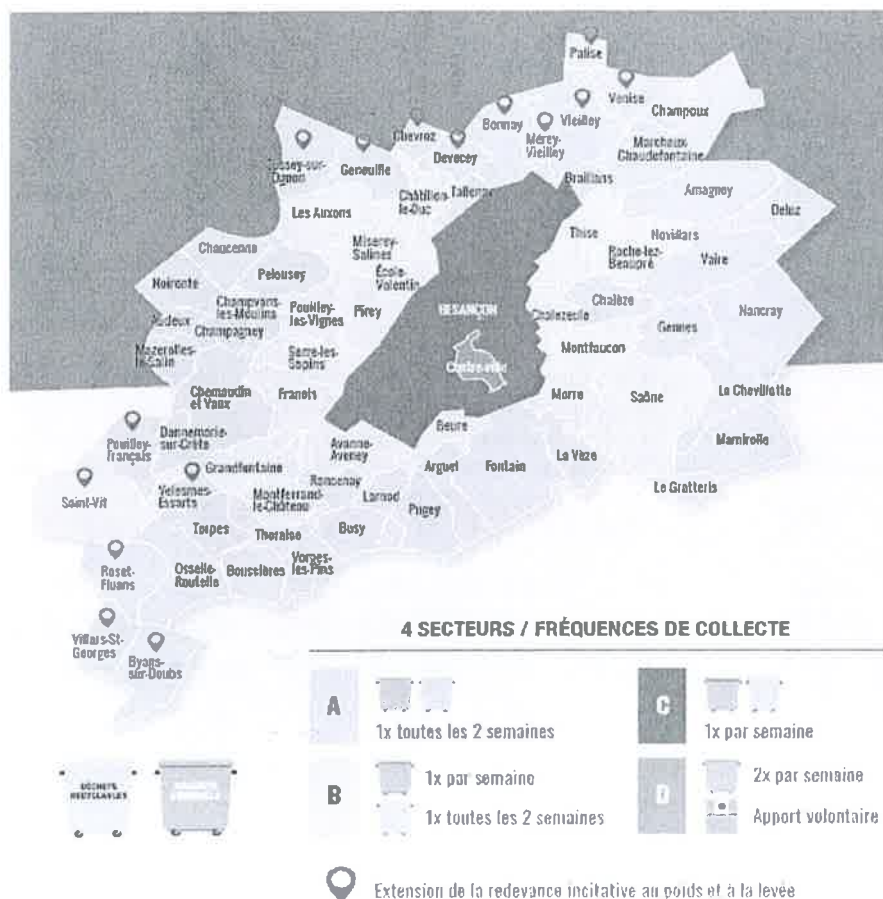 Palise
Venise
Champoux
Vieilley
Bonnay
Mérey-
Vieilley
Chevroz
Devecey
Geneuille
Marchaux
Chaudefontaine
Braillans
Amagney
Châtillon-
le-Duc
Tallenay
Les Auxons
Deluz
Thise
Novillars
Chaucenne
Miserey-
Salines
Roche-lez-
Beaupré
Vaire
Pelousey
École-
Valentin
Noironte
Champvans-
les-Moulins
Pouilley-
les-Vignes
Pirey
BESANÇON
Chalèze
Nancray
Audeux
Champagney
Chalezeule
Gennes
Mazerolles-
le-Salin
Serre-les-
Sapins
Montfaucon
Centre-ville
Chemaudin
et Vaux
Franois
Morre
Saône
La Chevillotte
Pouilley-
Français
Dannemarie-
sur-Crète
Avanne-
Aveney
Beure
Mamirolle
Arguel
Fontain
La Vèze
Grandfontaine
Saint-Vit
Velesmes-
Essarts
Rancenay
Montferrand-
le-Château
Larnod
Le Gratteris
Pugey
Torpes
Thoraise
Busy
Roset-
Fluans
Osselle-
Routelle
Boussières
Vorges-
les-Pins
Villars-St-
Georges
Byans-
sur-Doubs
4 SECTEURS / FRÉQUENCES DE COLLECTE
A
1x toutes les 2 semaines
C
1x par semaine
B
1x par semaine
1x toutes les 2 semaines
D
2x par semaine
Apport volontaire
DÉCHETS
RECYCLABLES
Extension de la redevance incitative au poids et à la levée